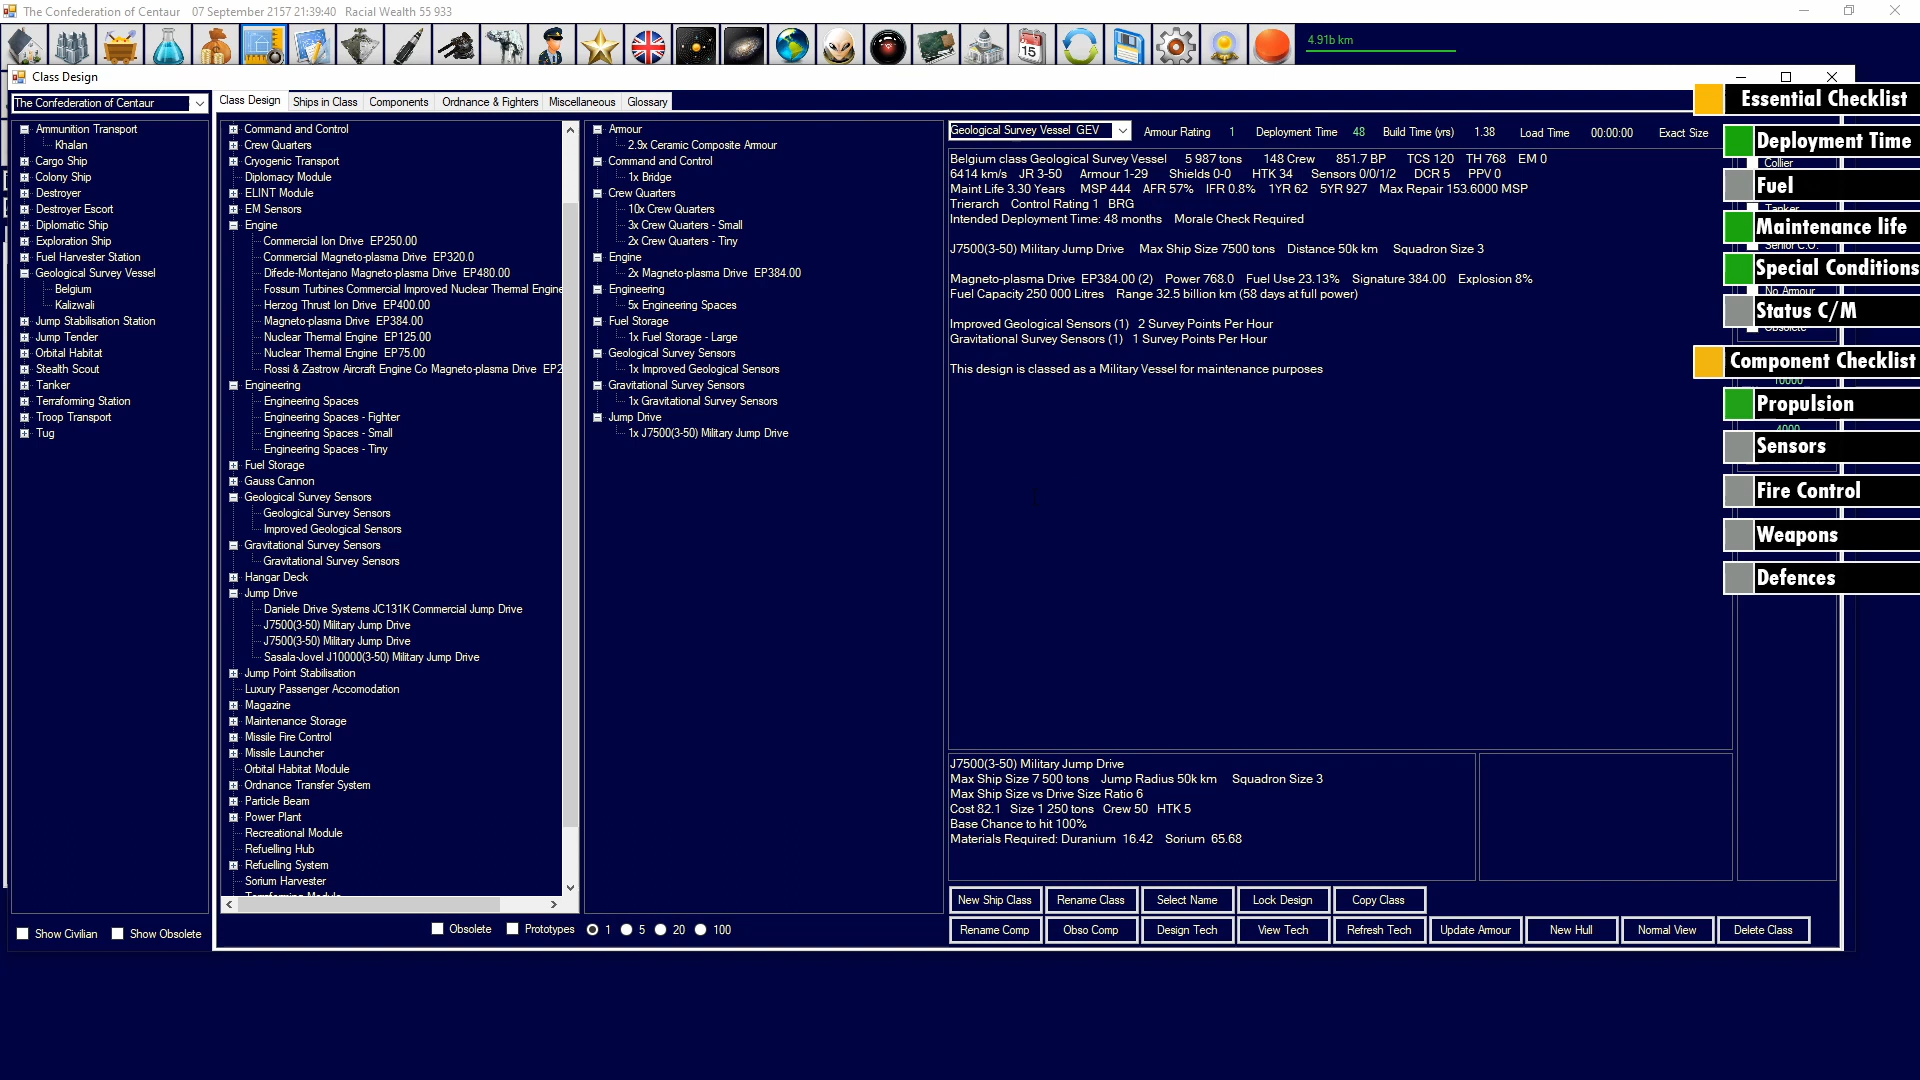 The Confederation of Centaur   07 September 2157 21:39:40   Racial Wealth 55 933
4.91b km
Class Design
The Confederation of Centaur
Class Design
Ships in Class
Components
Ordnance & Fighters
Miscellaneous
Glossary
Ammunition Transport
Khalan
Cargo Ship
Colony Ship
Destroyer
Destroyer Escort
Diplomatic Ship
Exploration Ship
Fuel Harvester Station
Geological Survey Vessel
Belgium
Kalizwali
Jump Stabilisation Station
Jump Tender
Orbital Habitat
Stealth Scout
Tanker
Terraforming Station
Troop Transport
Tug
Show Civilian
Show Obsolete
Command and Control
Crew Quarters
Cryogenic Transport
Diplomacy Module
ELINT Module
EM Sensors
Engine
Commercial Ion Drive  EP250.00
Commercial Magneto-plasma Drive  EP320.0
Difede-Montejano Magneto-plasma Drive  EP480.00
Fossum Turbines Commercial Improved Nuclear Thermal Engine
Herzog Thrust Ion Drive  EP400.00
Magneto-plasma Drive  EP384.00
Nuclear Thermal Engine  EP125.00
Nuclear Thermal Engine  EP75.00
Rossi & Zastrow Aircraft Engine Co Magneto-plasma Drive  EP2
Engineering
Engineering Spaces
Engineering Spaces - Fighter
Engineering Spaces - Small
Engineering Spaces - Tiny
Fuel Storage
Gauss Cannon
Geological Survey Sensors
Geological Survey Sensors
Improved Geological Sensors
Gravitational Survey Sensors
Gravitational Survey Sensors
Hangar Deck
Jump Drive
Daniele Drive Systems JC131K Commercial Jump Drive
J7500(3-50) Military Jump Drive
J7500(3-50) Military Jump Drive
Sasala-Jovel J10000(3-50) Military Jump Drive
Jump Point Stabilisation
Luxury Passenger Accomodation
Magazine
Maintenance Storage
Missile Fire Control
Missile Launcher
Orbital Habitat Module
Ordnance Transfer System
Particle Beam
Power Plant
Recreational Module
Refuelling Hub
Refuelling System
Sorium Harvester
Obsolete
Prototypes
1
5
20
100
Armour
2.9x Ceramic Composite Armour
Command and Control
1x Bridge
Crew Quarters
10x Crew Quarters
3x Crew Quarters - Small
2x Crew Quarters - Tiny
Engine
2x Magneto-plasma Drive  EP384.00
Engineering
5x Engineering Spaces
Fuel Storage
1x Fuel Storage - Large
Geological Survey Sensors
1x Improved Geological Sensors
Gravitational Survey Sensors
1x Gravitational Survey Sensors
Jump Drive
1x J7500(3-50) Military Jump Drive
Geological Survey Vessel  GEV
Armour Rating   1   Deployment Time   48   Build Time (yrs)   1.38   Load Time   00:00:00   Exact Size
Belgium class Geological Survey Vessel   5 987 tons   148 Crew   851.7 BP   TCS 120   TH 768   EM 0
6414 km/s   JR 3-50   Armour 1-29   Shields 0-0   HTK 34   Sensors 0/0/1/2   DCR 5   PPV 0
Maint Life 3.30 Years   MSP 444   AFR 57%   IFR 0.8%   1YR 62   5YR 927   Max Repair 153.6000 MSP
Trierarch   Control Rating 1   BRG
Intended Deployment Time: 48 months   Morale Check Required
J7500(3-50) Military Jump Drive   Max Ship Size 7500 tons   Distance 50k km   Squadron Size 3
Magneto-plasma Drive  EP384.00 (2)   Power 768.0   Fuel Use 23.13%   Signature 384.00   Explosion 8%
Fuel Capacity 250 000 Litres   Range 32.5 billion km (58 days at full power)
Improved Geological Sensors (1)   2 Survey Points Per Hour
Gravitational Survey Sensors (1)   1 Survey Points Per Hour
This design is classed as a Military Vessel for maintenance purposes
J7500(3-50) Military Jump Drive
Max Ship Size 7 500 tons   Jump Radius 50k km   Squadron Size 3
Max Ship Size vs Drive Size Ratio 6
Cost 82.1   Size 1 250 tons   Crew 50   HTK 5
Base Chance to hit 100%
Materials Required: Duranium  16.42   Sorium  65.68
New Ship Class
Rename Class
Select Name
Lock Design
Copy Class
Rename Comp
Obso Comp
Design Tech
View Tech
Refresh Tech
Update Armour
New Hull
Normal View
Delete Class
Essential Checklist
Deployment Time
Collier
Fuel
Tanker
Maintenance life
Senior C.O.
Special Conditions
No Armour
Status C/M
Obsolete
Component Checklist
10000
Propulsion
4000
Sensors
Fire Control
Weapons
Defences